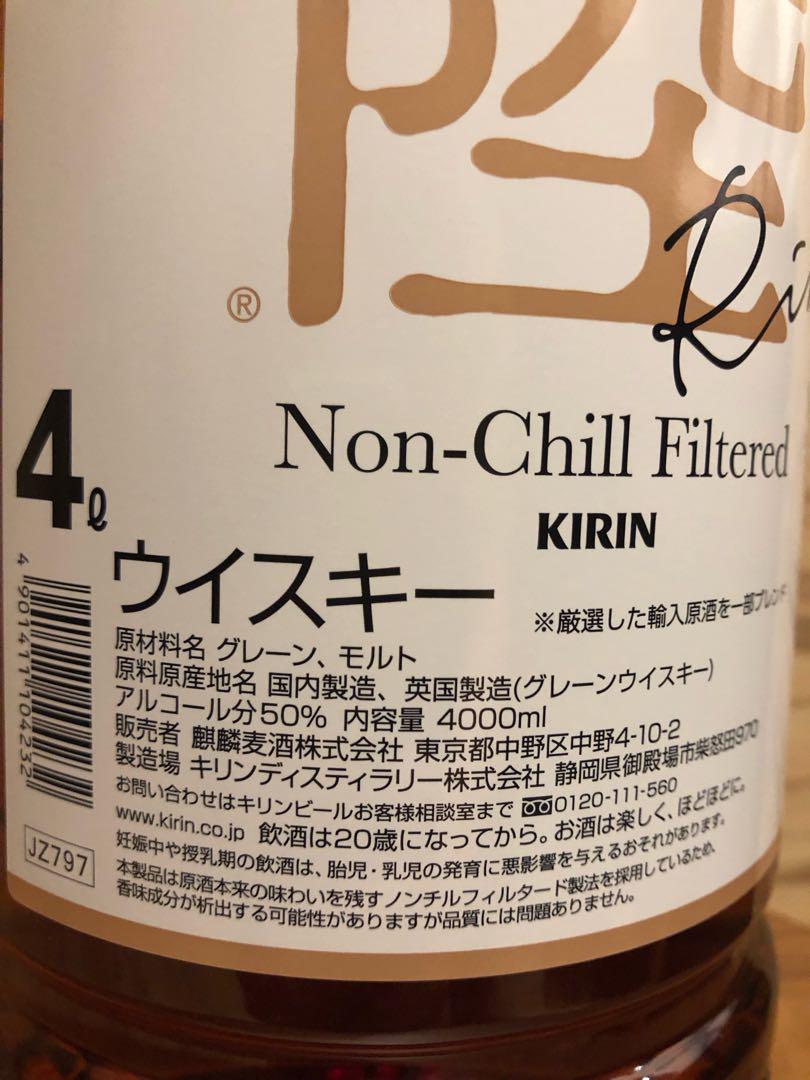 ®
Non-Chill Filtered
KIRIN
4ℓ
ウイスキー
※厳選した輸入原酒を一部ブレンド
原材料名 グレーン、モルト
原料原産地名 国内製造、英国製造(グレーンウイスキー)
アルコール分50% 内容量 4000ml
販売者 麒麟麦酒株式会社 東京都中野区中野4-10-2
製造場 キリンディスティラリー株式会社 静岡県御殿場市柴怒田970
お問い合わせはキリンビールお客様相談室まで 0120-111-560
www.kirin.co.jp 飲酒は20歳になってから。お酒は楽しく、ほどほどに。
妊娠中や授乳期の飲酒は、胎児・乳児の発育に悪影響を与えるおそれがあります。
本製品は原酒本来の味わいを残すノンチルフィルタード製法を採用しているため、
香味成分が析出する可能性がありますが品質には問題ありません。
4 901411 104232
JZ797